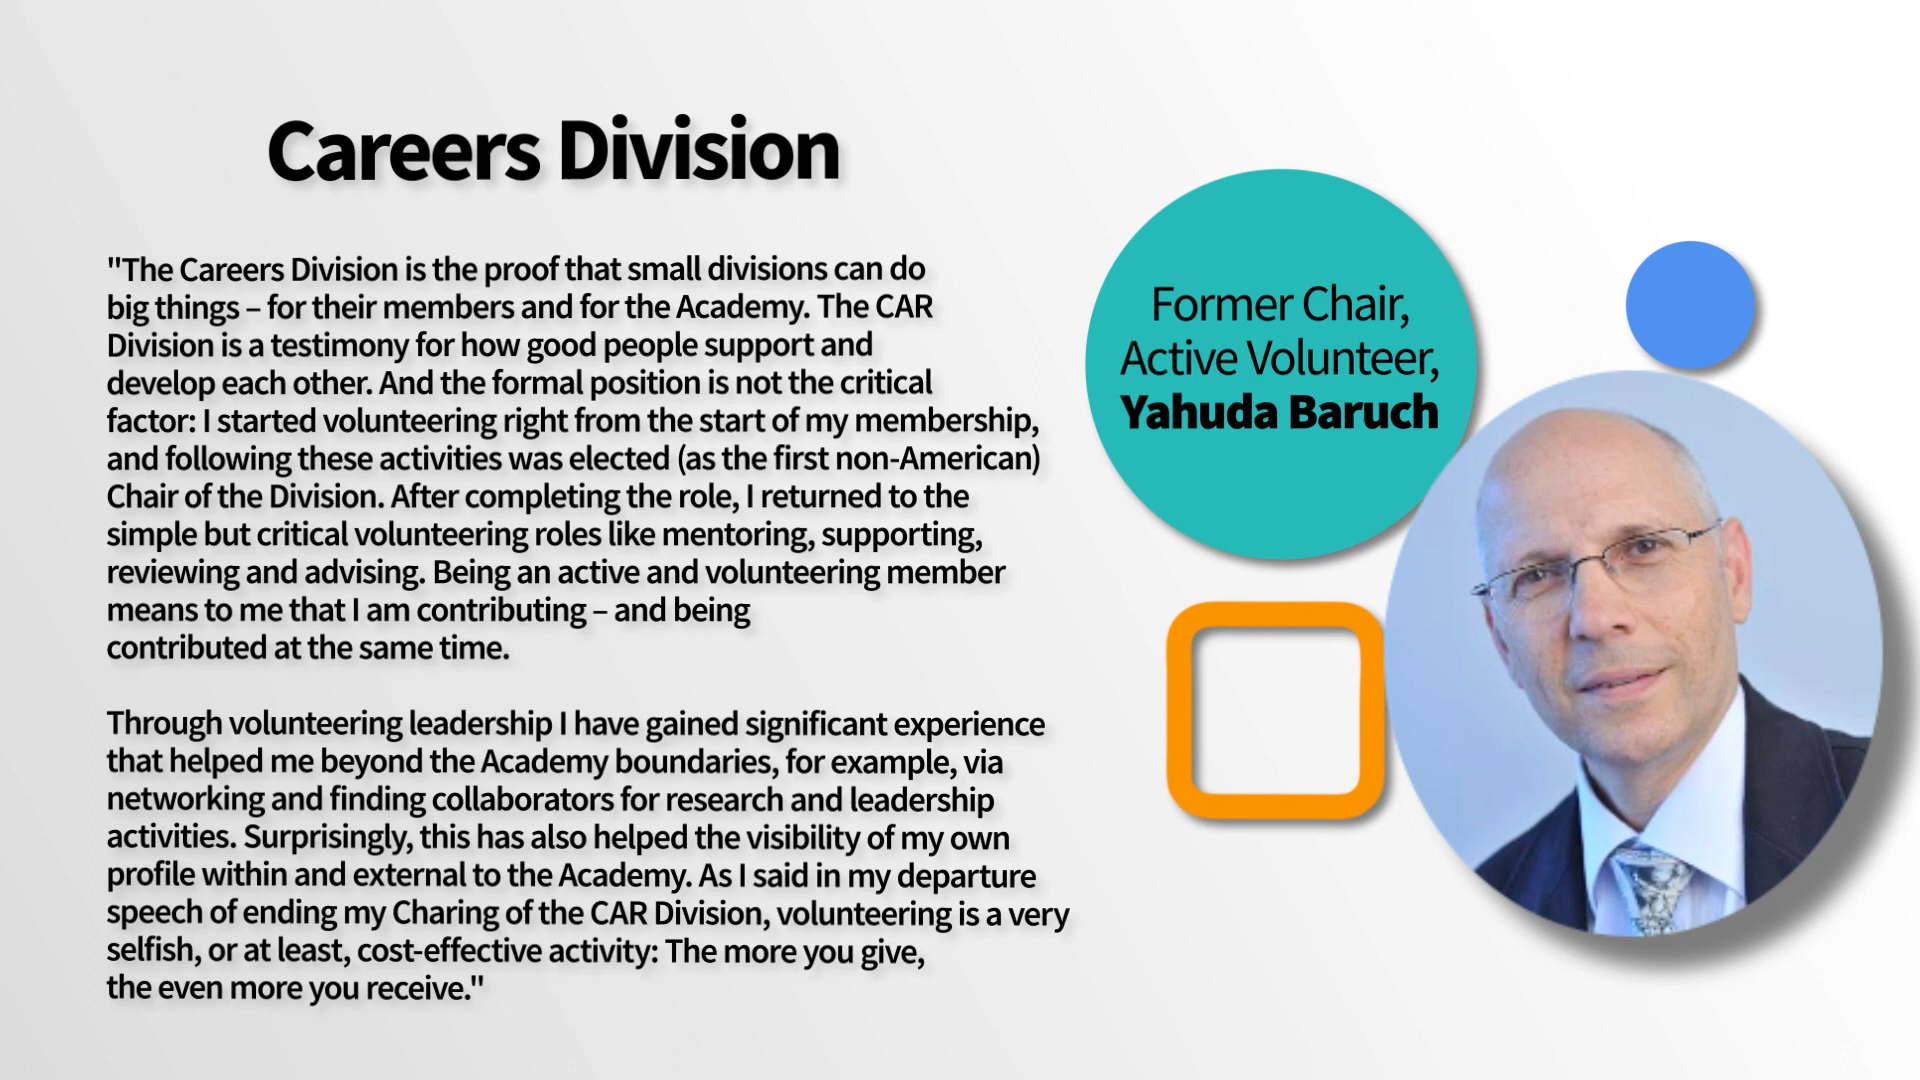 Careers Division
"The Careers Division is the proof that small divisions can do
big things – for their members and for the Academy. The CAR
Division is a testimony for how good people support and
develop each other. And the formal position is not the critical
factor: I started volunteering right from the start of my membership,
and following these activities was elected (as the first non-American)
Chair of the Division. After completing the role, I returned to the
simple but critical volunteering roles like mentoring, supporting,
reviewing and advising. Being an active and volunteering member
means to me that I am contributing – and being
contributed at the same time.
Through volunteering leadership I have gained significant experience
that helped me beyond the Academy boundaries, for example, via
networking and finding collaborators for research and leadership
activities. Surprisingly, this has also helped the visibility of my own
profile within and external to the Academy. As I said in my departure
speech of ending my Charing of the CAR Division, volunteering is a very
selfish, or at least, cost-effective activity: The more you give,
the even more you receive."
Former Chair,
Active Volunteer,
Yahuda Baruch